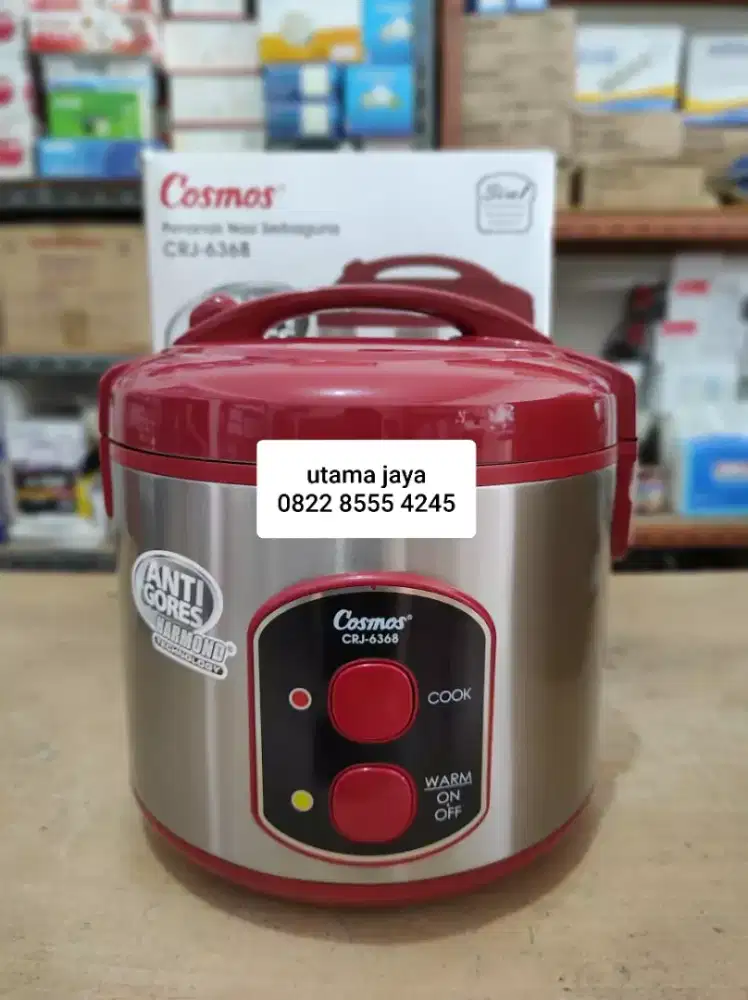 Cosmos
Penanak Nasi Serbaguna
CRJ-6368
3in1
utama jaya
0822 8555 4245
ANTI
GORES
HARMOND
TECHNOLOGY
Cosmos
CRJ-6368
COOK
WARM
ON
OFF